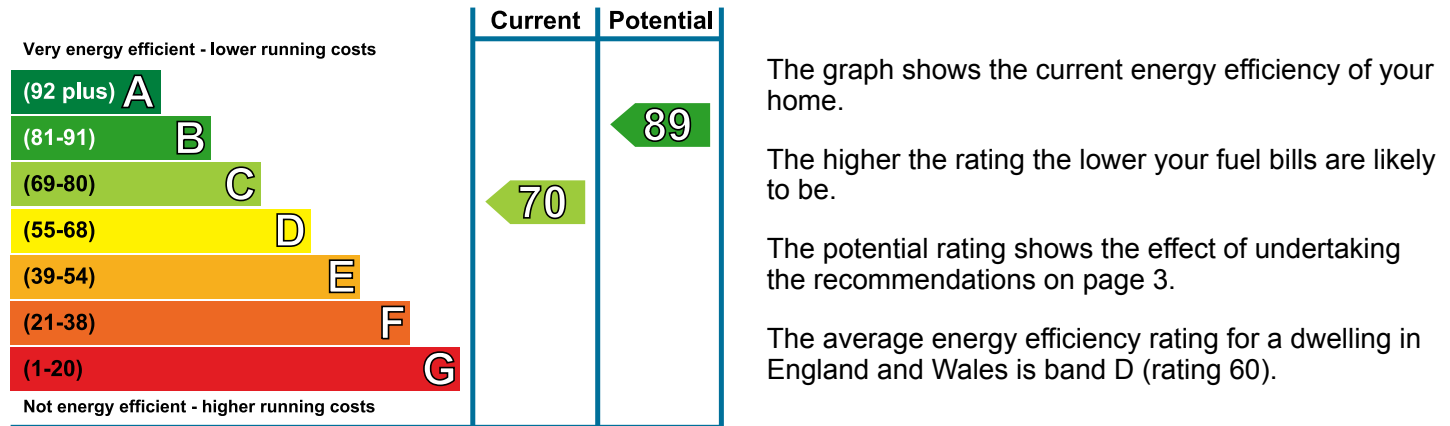 Current Potential
Very energy efficient - lower running costs
(92 plus) A
(81-91) B
89
(69-80) C
70
(55-68) D
(39-54) E
(21-38) F
(1-20) G
Not energy efficient - higher running costs
The graph shows the current energy efficiency of your
home.
The higher the rating the lower your fuel bills are likely
to be.
The potential rating shows the effect of undertaking
the recommendations on page 3.
The average energy efficiency rating for a dwelling in
England and Wales is band D (rating 60).